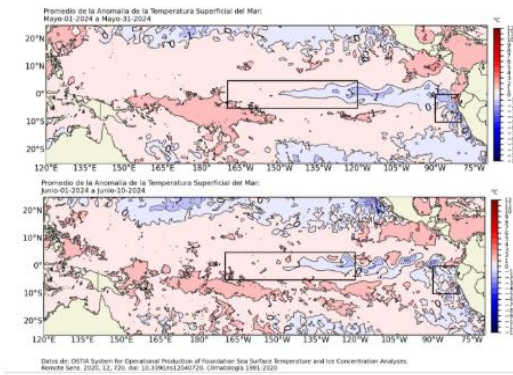 Promedio de la Anomalia de la Temperatura Superficial del Mar:
Mayo-01-2024 a Mayo-31-2024
°C
20°N
10°N
0°
10°S
20°S
120°E 135°E 150°E 165°E 180° 165°W 150°W 135°W 120°W 105°W 90°W 75°W
Promedio de la Anomalia de la Temperatura Superficial del Mar:
Junio-01-2024 a Junio-10-2024
°C
20°N
10°N
0°
10°S
20°S
120°E 135°E 150°E 165°E 180° 165°W 150°W 135°W 120°W 105°W 90°W 75°W
Datos de: OSTIA System for Operational Production of Foundation Sea Surface Temperature and Ice Concentration Analyses.
Remote Sens. 2020, 12, 720, doi: 10.3390/rs12040720. Climatología 1991-2020